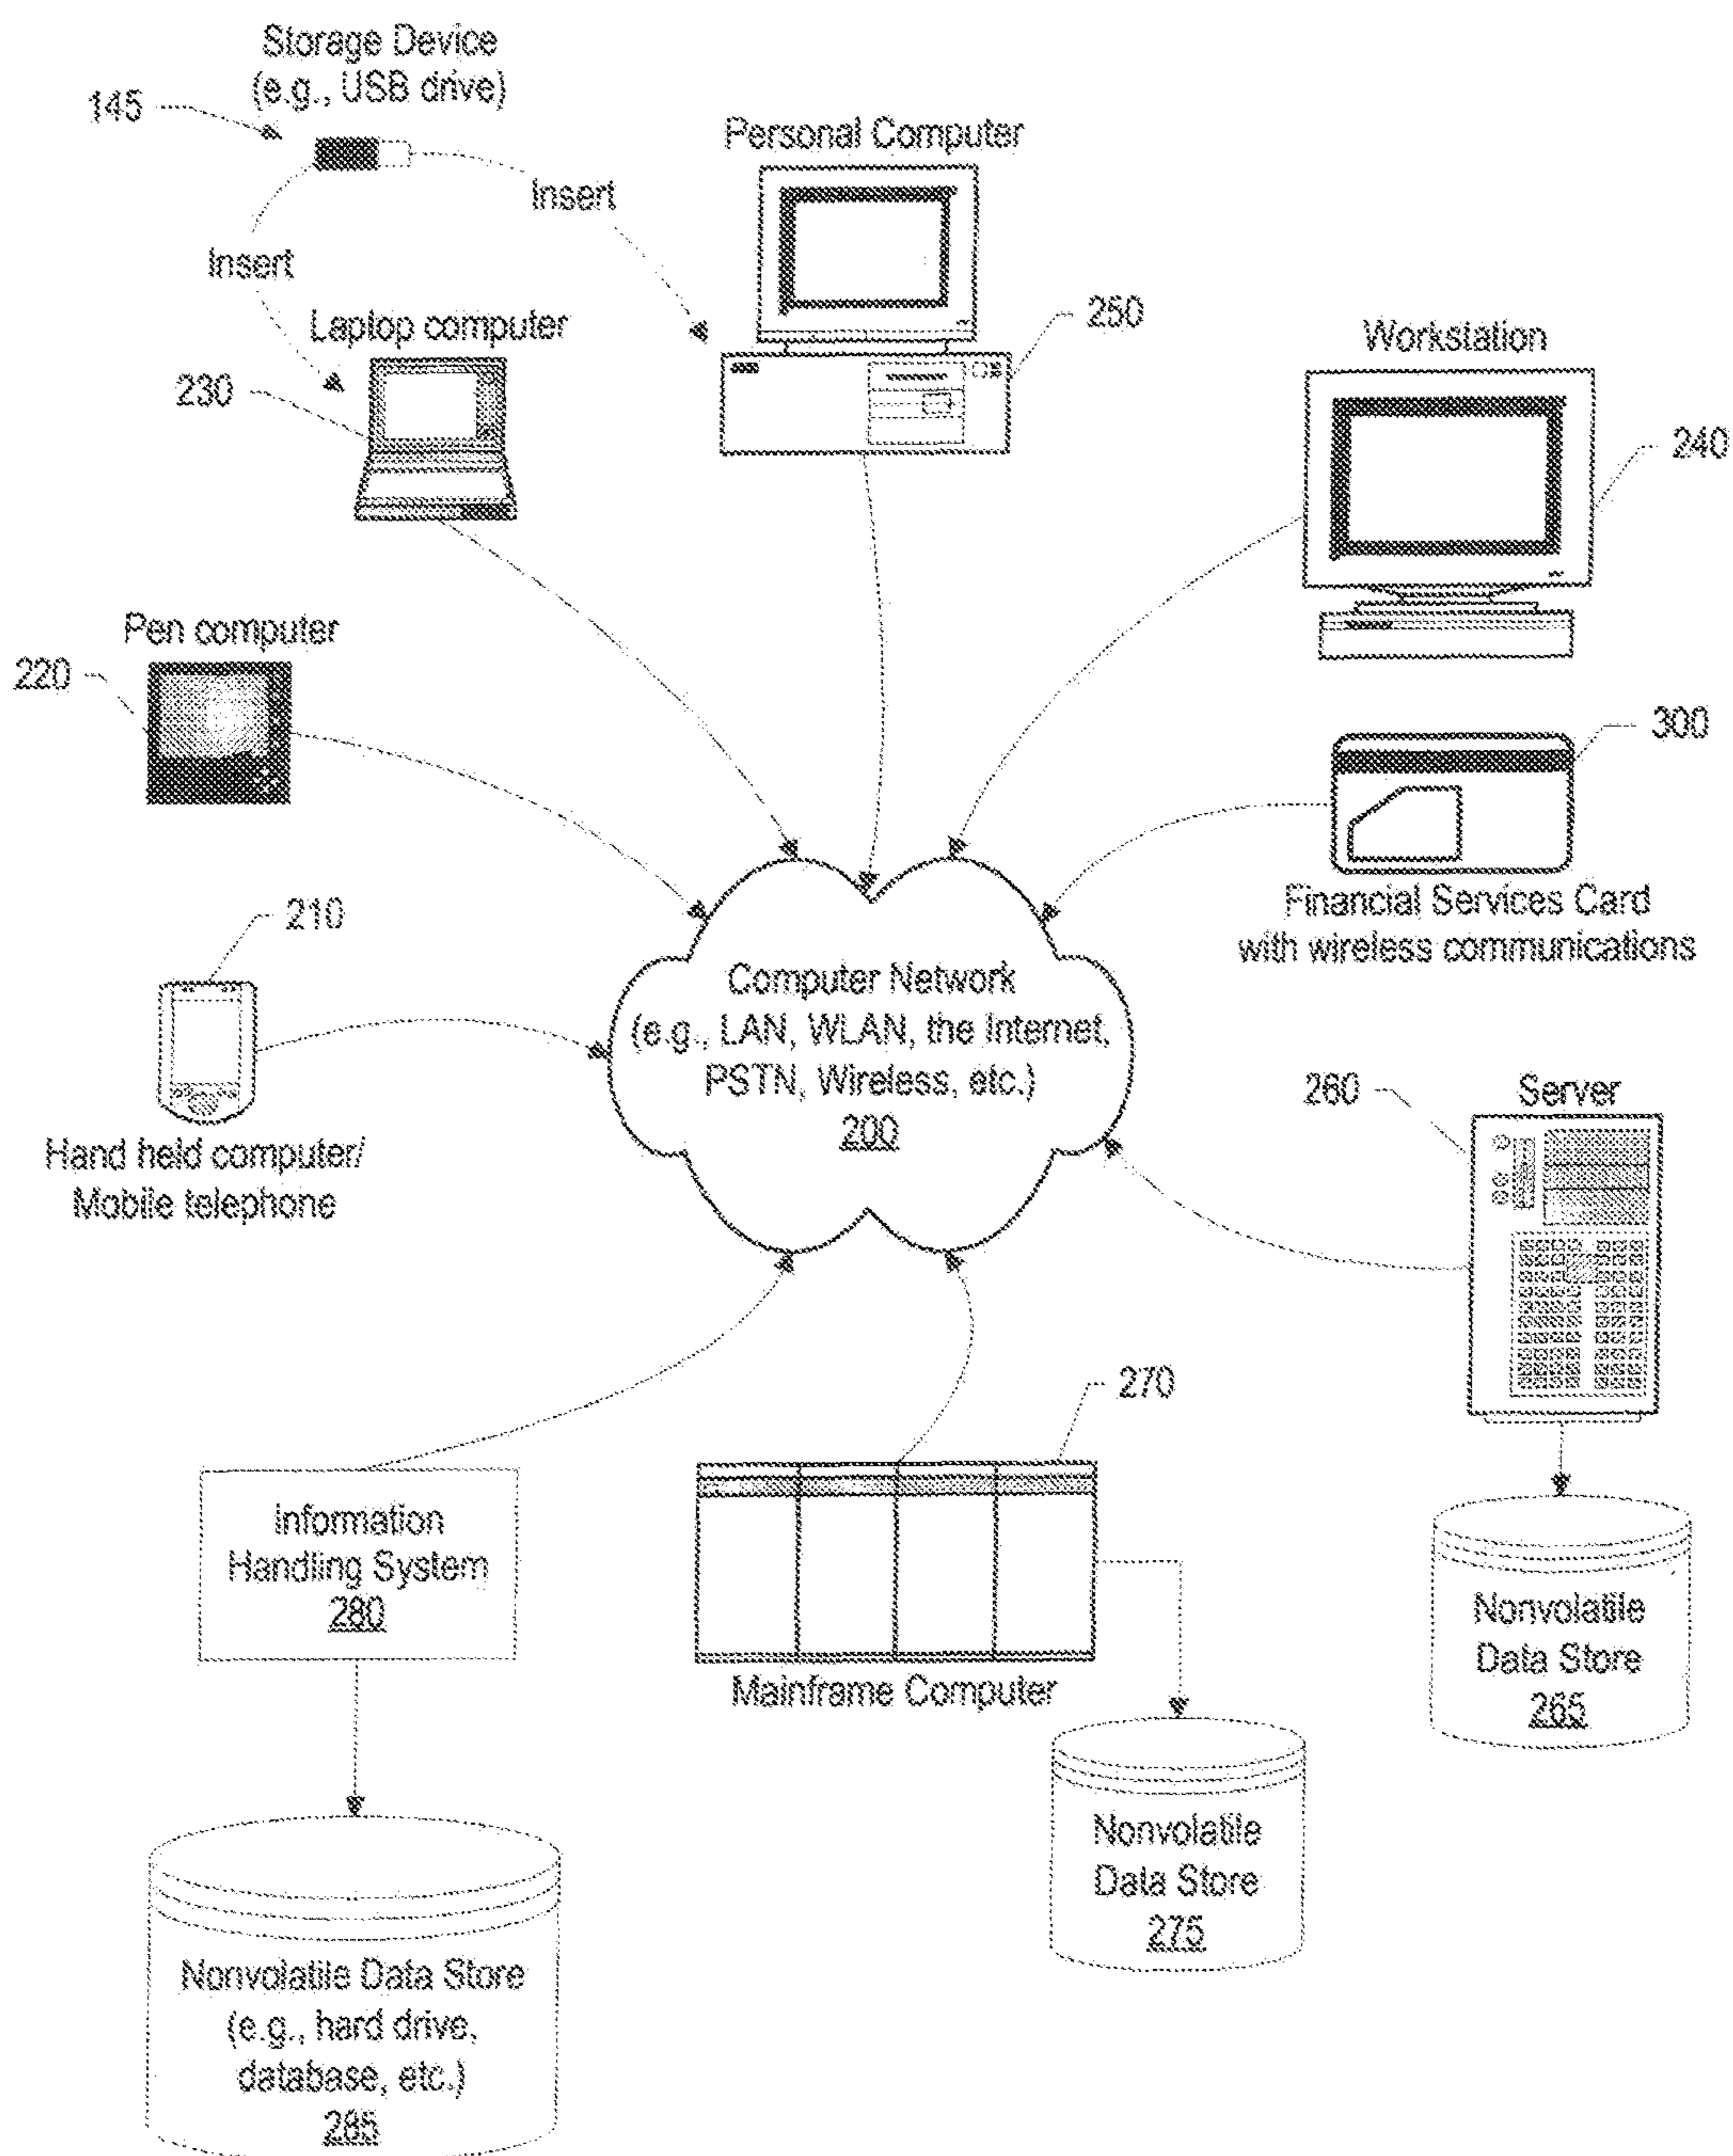 Storage Device
(e.g., USB drive)
145
Insert
Insert
Personal Computer
250
Laptop computer
230
Workstation
240
Pen computer
220
300
Financial Services Card
with wireless communications
210
Hand held computer/
Mobile telephone
Computer Network
(e.g., LAN, WLAN, the Internet,
PSTN, Wireless, etc.)
200
260
Server
Nonvolatile
Data Store
265
270
Mainframe Computer
Nonvolatile
Data Store
275
Information
Handling System
280
Nonvolatile Data Store
(e.g., hard drive,
database, etc.)
285